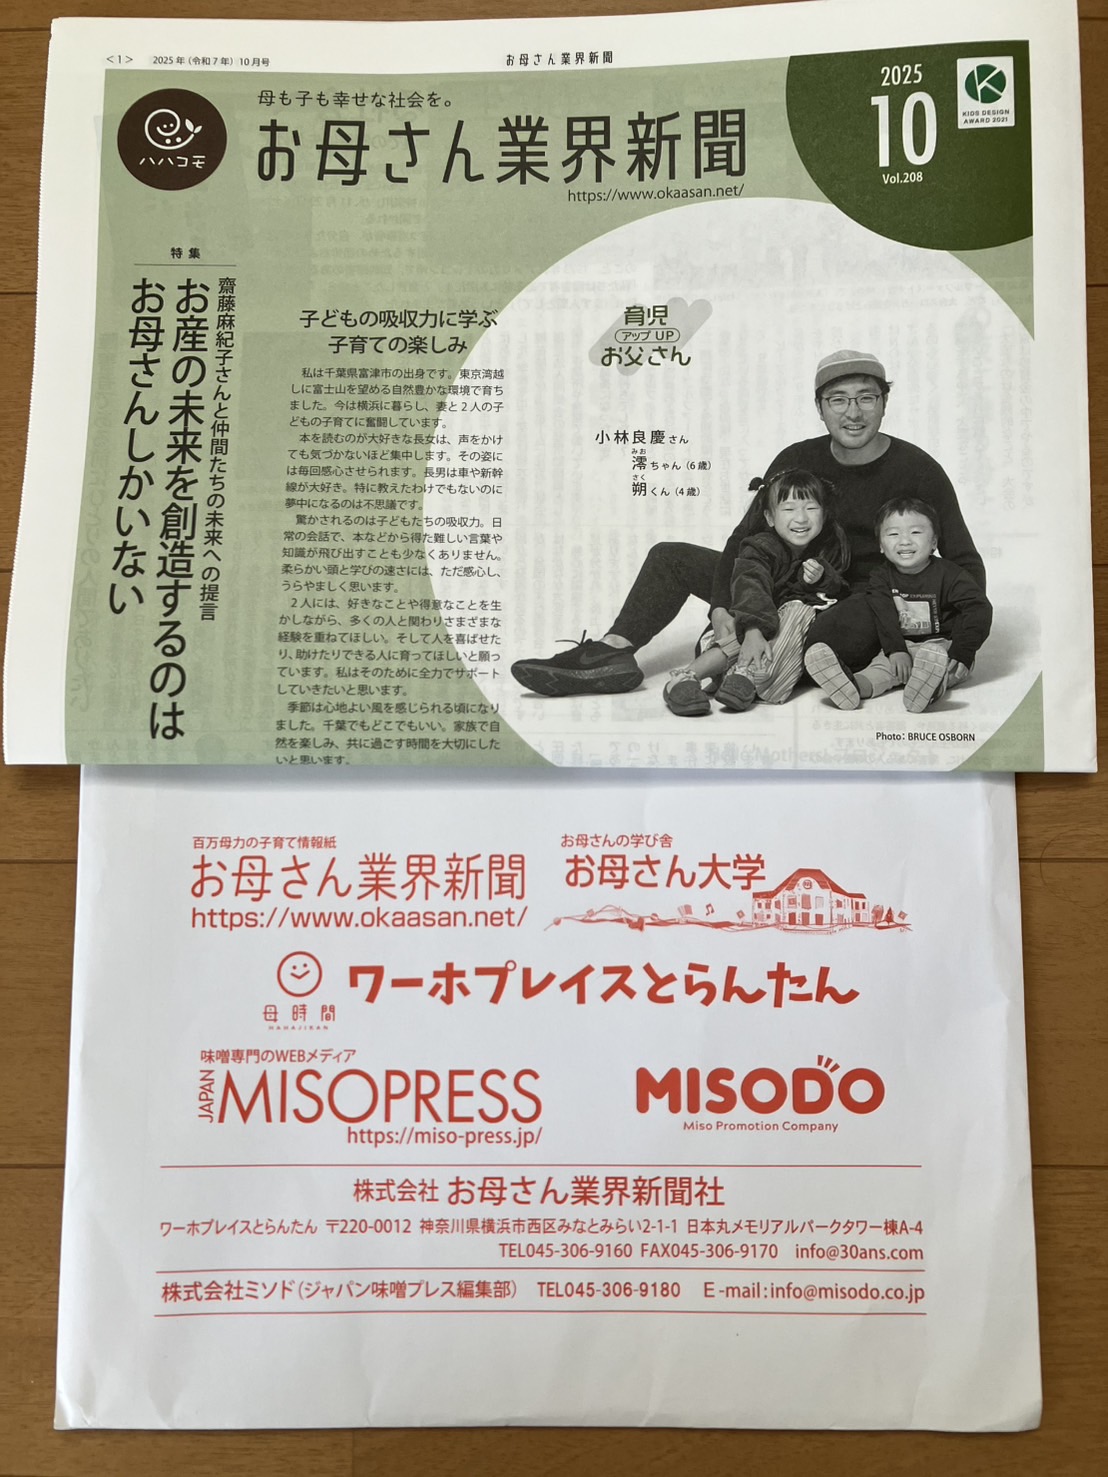 <1> 2025年(令和7年)10月号
お母さん業界新聞
ハハコモ
母も子も幸せな社会を。
お母さん業界新聞
https://www.okaasan.net/
2025
10
Vol.208
KIDS DESIGN
AWARD 2021
特集
齋藤麻紀子さんと仲間たちの未来への提言
お産の未来を創造するのは
お母さんしかいない
子どもの吸収力に学ぶ
子育ての楽しみ
私は千葉県富津市の出身です。東京湾越
しに富士山を望める自然豊かな環境で育ち
ました。今は横浜に暮らし、妻と2人の子
どもの子育てに奮闘しています。
本を読むのが大好きな長女は、声をかけ
ても気づかないほど集中します。その姿に
は毎回感心させられます。長男は車や新幹
線が大好き。特に教えたわけでもないのに
夢中になるのは不思議です。
驚かされるのは子どもたちの吸収力。日
常の会話で、本などから得た難しい言葉や
知識が飛び出すことも少なくありません。
柔らかい頭と学びの速さには、ただ感心し、
うらやましく思います。
2人には、好きなことや得意なことを生
かしながら、多くの人と関わりさまざまな
経験を重ねてほしい。そして人を喜ばせた
り、助けたりできる人に育ってほしいと願っ
ています。私はそのために全力でサポート
していきたいと思います。
季節は心地よい風を感じられる頃になり
ました。千葉でもどこでもいい。家族で自
然を楽しみ、共に過ごす時間を大切にした
いと思います。
育児
アップUP
お父さん
小林良慶さん
みお
澪ちゃん(6歳)
さく
朔くん(4歳)
Photo: BRUCE OSBORN
百万母力の子育て情報紙
お母さん業界新聞
https://www.okaasan.net/
お母さんの学び舎
お母さん大学
母時間
HAHAJIKAN
ワーホプレイスとらんたん
味噌専門のWEBメディア
JAPAN
MISOPRESS
https://miso-press.jp/
MISODO
Miso Promotion Company
株式会社 お母さん業界新聞社
ワーホプレイスとらんたん 〒220-0012 神奈川県横浜市西区みなとみらい2-1-1 日本丸メモリアルパークタワー棟A-4
TEL045-306-9160 FAX045-306-9170 info@30ans.com
株式会社ミソド(ジャパン味噌プレス編集部) TEL045-306-9180 E-mail:info@misodo.co.jp